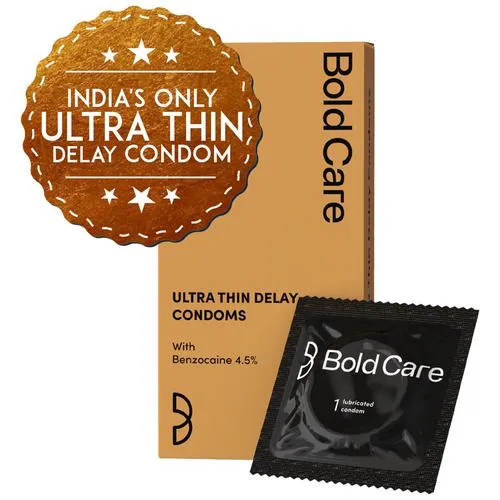 INDIA'S ONLY
ULTRA THIN
DELAY CONDOM
Bold Care
ULTRA THIN DELAY
CONDOMS
With
Benzocaine 4.5%
Bold Care
1 lubricated
condom